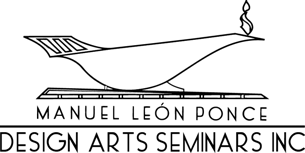 MANUEL LEÓN PONCE
DESIGN ARTS SEMINARS INC